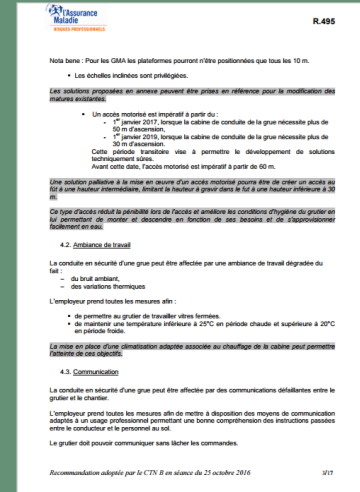 l'Assurance
Maladie
RISQUES PROFESSIONNELS
R.495
Nota bene : Pour les GMA les plateformes pourront n'être positionnées que tous les 10 m.
• Les échelles inclinées sont privilégiées.
Les solutions proposées en annexe peuvent être prises en référence pour la modification des
matures existantes.
• Un accès motorisé est impératif à partir du :
- 1er janvier 2017, lorsque la cabine de conduite de la grue nécessite plus de
50 m d'ascension,
- 1er janvier 2019, lorsque la cabine de conduite de la grue nécessite plus de
30 m d'ascension.
Cette période transitoire vise à permettre le développement de solutions
techniquement sûres.
Avant cette date, l'accès motorisé est impératif à partir de 60 m.
Une solution palliative à la mise en œuvre d'un accès motorisé pourra être de créer un accès au
fût à une hauteur intermédiaire, limitant la hauteur à gravir dans le fut à une hauteur inférieure à 30
m.
Ce type d'accès réduit la pénibilité lors de l'accès et améliore les conditions d'hygiène du grutier en
lui permettant de monter et descendre en fonction de ses besoins et de s'approvisionner
facilement en eau.
4.2. Ambiance de travail
La conduite en sécurité d'une grue peut être affectée par une ambiance de travail dégradée du
fait :
– du bruit ambiant,
– des variations thermiques
L'employeur prend toutes les mesures afin :
• de permettre au grutier de travailler vitres fermées.
• de maintenir une température inférieure à 25°C en période chaude et supérieure à 20°C
en période froide.
La mise en place d'une climatisation adaptée associée au chauffage de la cabine peut permettre
l'atteinte de ces objectifs.
4.3. Communication
La conduite en sécurité d'une grue peut être affectée par des communications défaillantes entre le
grutier et le chantier.
L'employeur prend toutes les mesures afin de mettre à disposition des moyens de communication
adaptés à un usage professionnel permettant une bonne compréhension des instructions passées
entre le conducteur et le personnel au sol.
Le grutier doit pouvoir communiquer sans lâcher les commandes.
Recommandation adoptée par le CTN B en séance du 25 octobre 2016